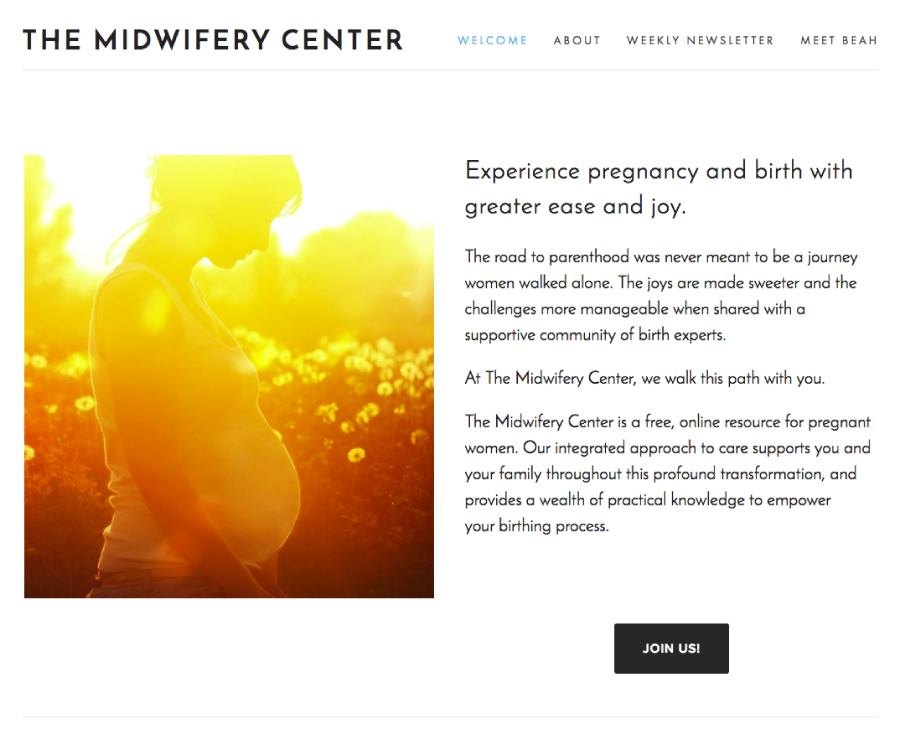 THE MIDWIFERY CENTER
WELCOME
ABOUT
WEEKLY NEWSLETTER
MEET BEAH
Experience pregnancy and birth with
greater ease and joy.
The road to parenthood was never meant to be a journey
women walked alone. The joys are made sweeter and the
challenges more manageable when shared with a
supportive community of birth experts.
At The Midwifery Center, we walk this path with you.
The Midwifery Center is a free, online resource for pregnant
women. Our integrated approach to care supports you and
your family throughout this profound transformation, and
provides a wealth of practical knowledge to empower
your birthing process.
JOIN US!